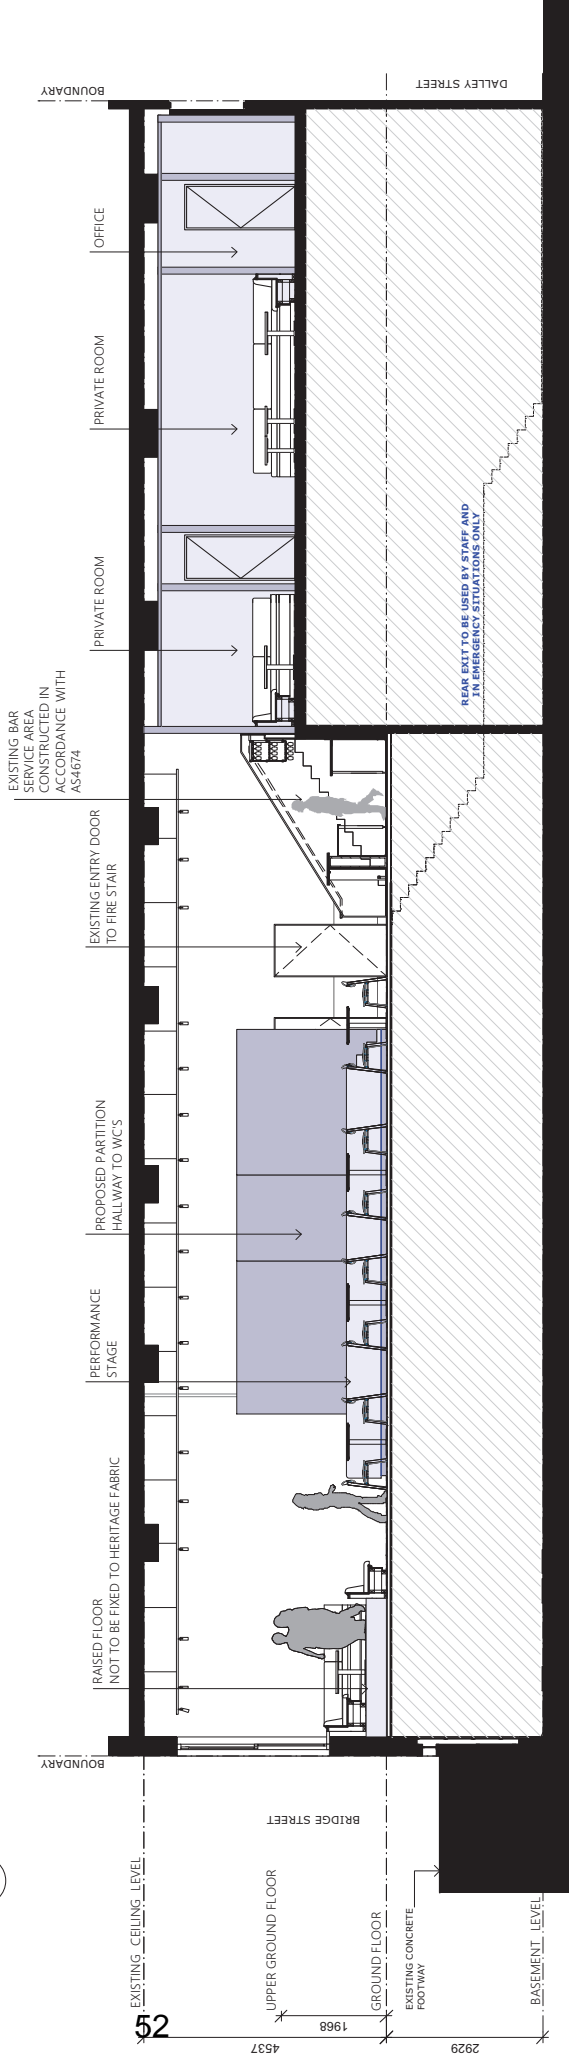 BOUNDARY
DALLEY STREET
OFFICE
PRIVATE ROOM
PRIVATE ROOM
EXISTING BAR
SERVICE AREA
CONSTRUCTED IN
ACCORDANCE WITH
AS4674
REAR EXIT TO BE USED BY STAFF AND
IN EMERGENCY SITUATIONS ONLY
EXISTING ENTRY DOOR
TO FIRE STAIR
PROPOSED PARTITION
HALLWAY TO WC'S
PERFORMANCE
STAGE
RAISED FLOOR
NOT TO BE FIXED TO HERITAGE FABRIC
BOUNDARY
BRIDGE STREET
EXISTING CEILING LEVEL
UPPER GROUND FLOOR
GROUND FLOOR
EXISTING CONCRETE
FOOTWAY
BASEMENT LEVEL
1968
4537
2929
52